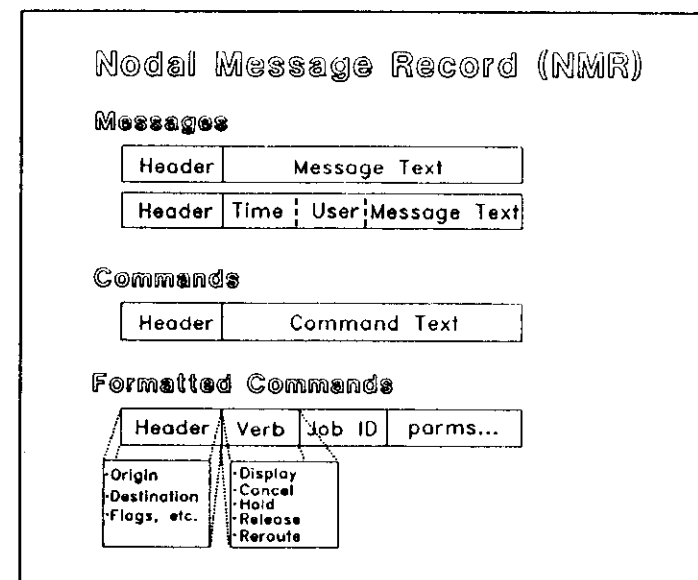 Nodal Message Record (NMR)
Messages
Header Message Text
Header Time User Message Text
Commands
Header Command Text
Formatted Commands
Header Verb Job ID parms...
·Origin
·Destination
·Flags, etc.
·Display
·Cancel
·Hold
·Release
·Reroute